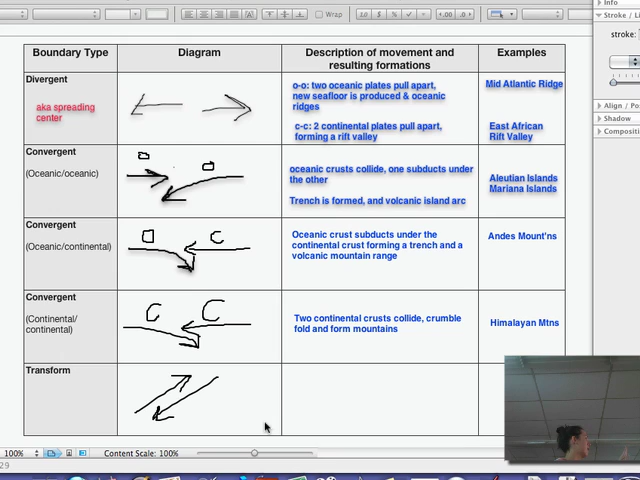 Wrap
Info
Stroke / Li
stroke:
Align / Pos
Shadow
Compositi
Boundary Type
Diagram
Description of movement and
resulting formations
Examples
Divergent
aka spreading
center
o-o: two oceanic plates pull apart,
new seafloor is produced & oceanic
ridges
Mid Atlantic Ridge
c-c: 2 continental plates pull apart,
forming a rift valley
East African
Rift Valley
Convergent
(Oceanic/oceanic)
o
o
oceanic crusts collide, one subducts under
the other
Trench is formed, and volcanic island arc
Aleutian Islands
Mariana Islands
Convergent
(Oceanic/continental)
O
C
Oceanic crust subducts under the
continental crust forming a trench and a
volcanic mountain range
Andes Mount'ns
Convergent
(Continental/
continental)
C
C
Two continental crusts collide, crumble
fold and form mountains
Himalayan Mtns
Transform
100%
Content Scale: 100%
29